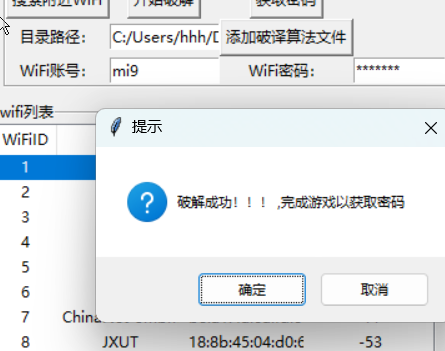 搜索附近WiFi 开始破解 获取密码
目录路径: C:/Users/hhh/D 添加破译算法文件
WiFi账号: mi9 WiFi密码: *******
wifi列表
WiFiID
提示
1
2
破解成功！！！ ,完成游戏以获取密码
3
4
5
确定 取消
6
7 China
8 JXUT 18:8b:45:04:d0:6 -53